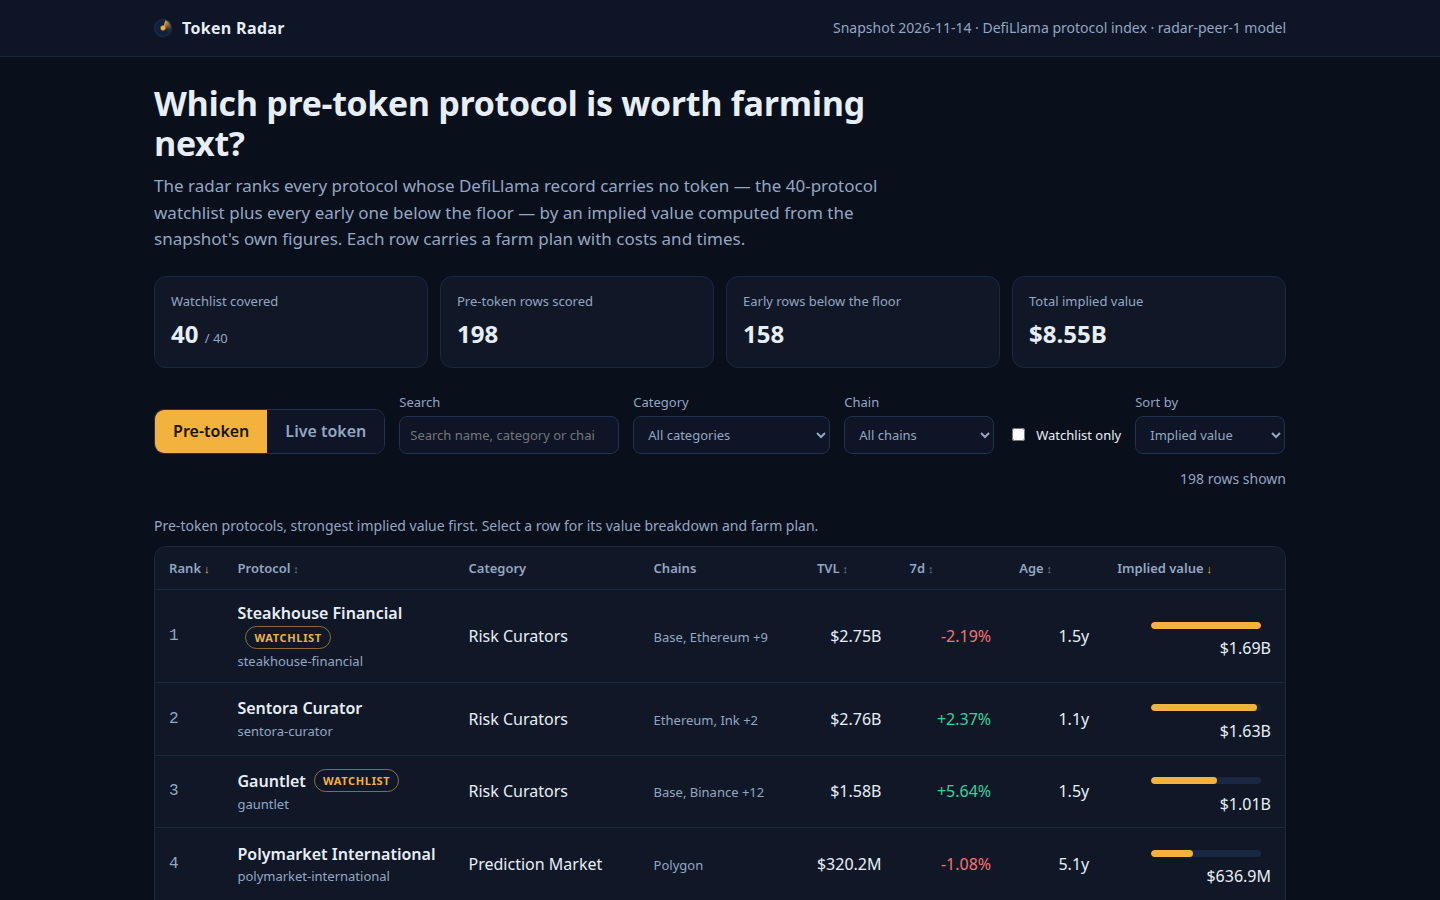 Token Radar
Snapshot 2026-11-14 · DefiLlama protocol index · radar-peer-1 model
Which pre-token protocol is worth farming
next?
The radar ranks every protocol whose DefiLlama record carries no token — the 40-protocol
watchlist plus every early one below the floor — by an implied value computed from the
snapshot's own figures. Each row carries a farm plan with costs and times.
Watchlist covered
40 / 40
Pre-token rows scored
198
Early rows below the floor
158
Total implied value
$8.55B
Pre-token
Live token
Search
Search name, category or chai
Category
All categories
Chain
All chains
Watchlist only
Sort by
Implied value
198 rows shown
Pre-token protocols, strongest implied value first. Select a row for its value breakdown and farm plan.
Rank ↓ Protocol ↕ Category Chains TVL ↕ 7d ↕ Age ↕ Implied value ↓
1 Steakhouse Financial WATCHLIST steakhouse-financial Risk Curators Base, Ethereum +9 $2.75B -2.19% 1.5y $1.69B
2 Sentora Curator sentora-curator Risk Curators Ethereum, Ink +2 $2.76B +2.37% 1.1y $1.63B
3 Gauntlet WATCHLIST gauntlet Risk Curators Base, Binance +12 $1.58B +5.64% 1.5y $1.01B
4 Polymarket International polymarket-international Prediction Market Polygon $320.2M -1.08% 5.1y $636.9M